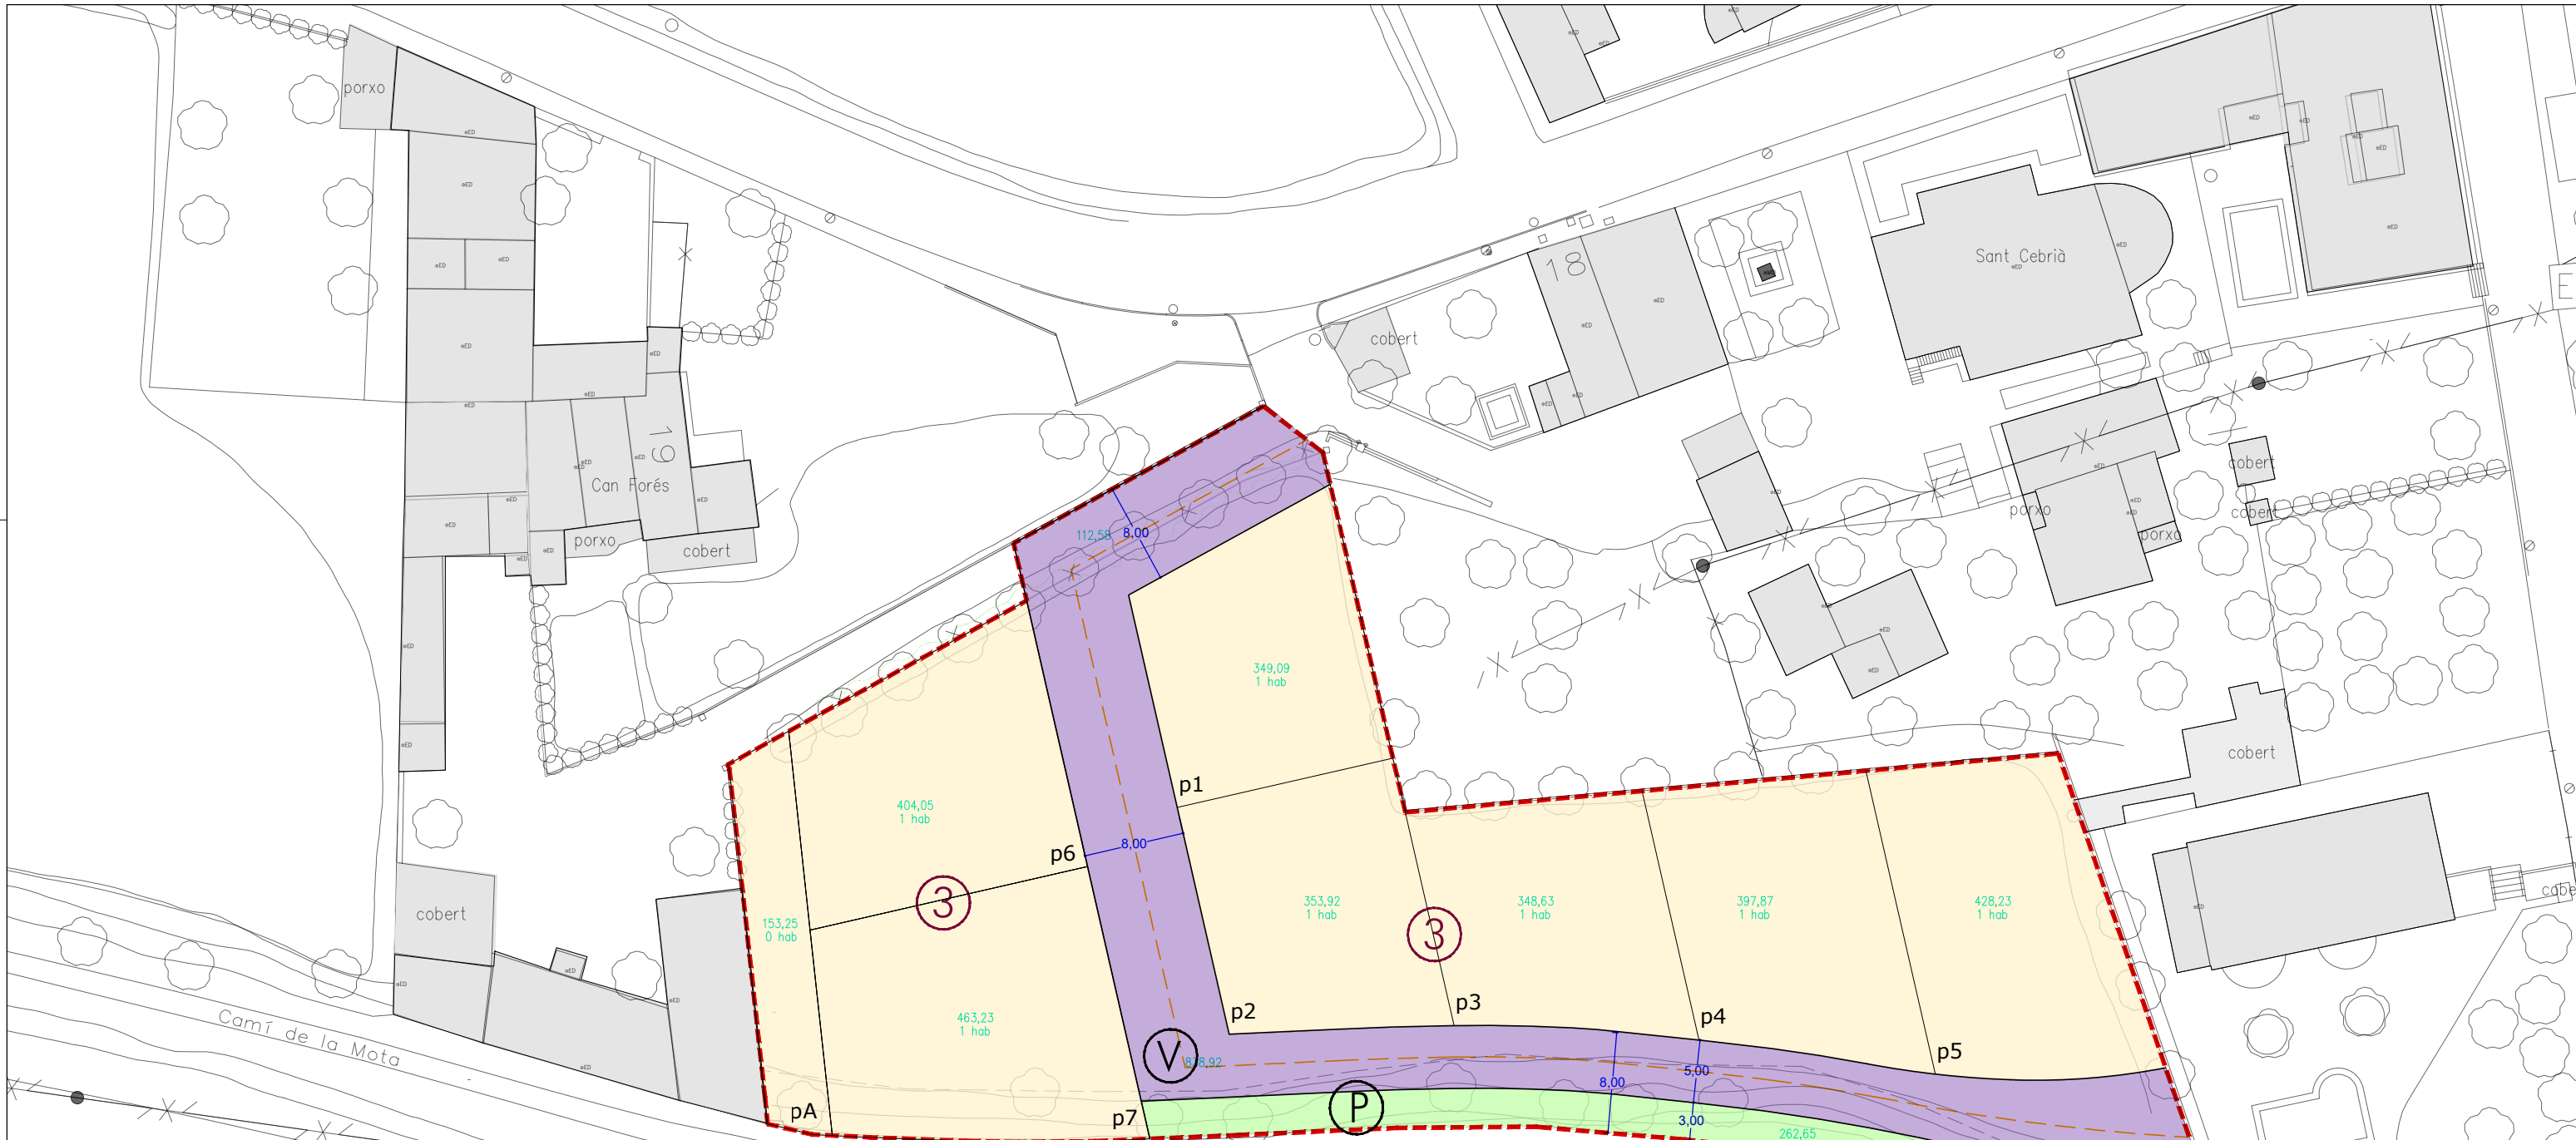 porxo
Sant Cebrià
18
cobert
E
19
Can Forés
porxo
cobert
cobert
cobert
porxo
porxo
112,58
8,00
349,09
1 hab
cobert
p1
404,05
1 hab
8,00
p6
3
153,25
0 hab
353,92
1 hab
348,63
1 hab
397,87
1 hab
428,23
1 hab
cobert
cobe
3
p2
p3
p4
p5
463,23
1 hab
Camí de la Mota
V
8,00
5,00
3,00
pA
p7
P
262,65